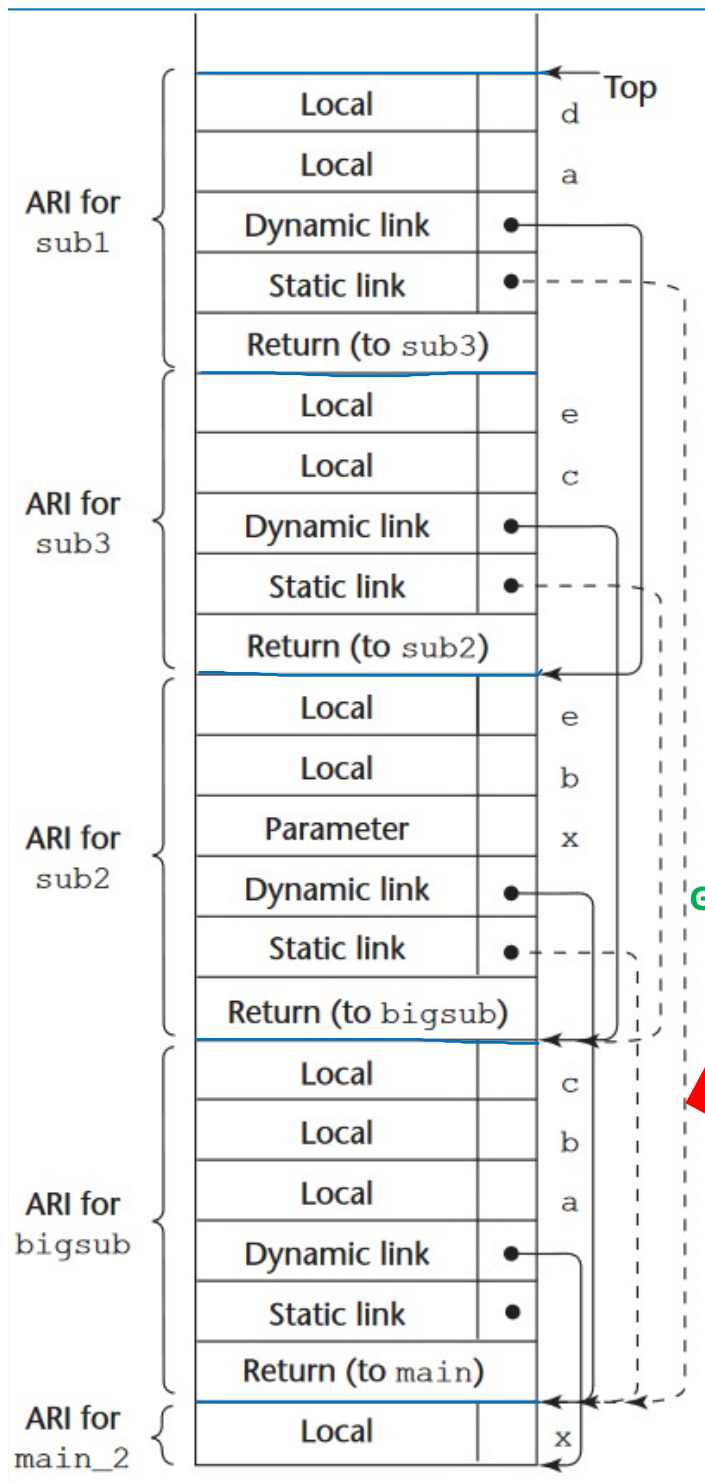 Top
Local d
Local a
ARI for
sub1
Dynamic link
Static link
Return (to sub3)
Local e
Local c
ARI for
sub3
Dynamic link
Static link
Return (to sub2)
Local e
Local b
Parameter x
ARI for
sub2
Dynamic link
G
Static link
Return (to bigsub)
Local c
Local b
Local a
ARI for
bigsub
Dynamic link
Static link
Return (to main)
ARI for
main_2
Local x